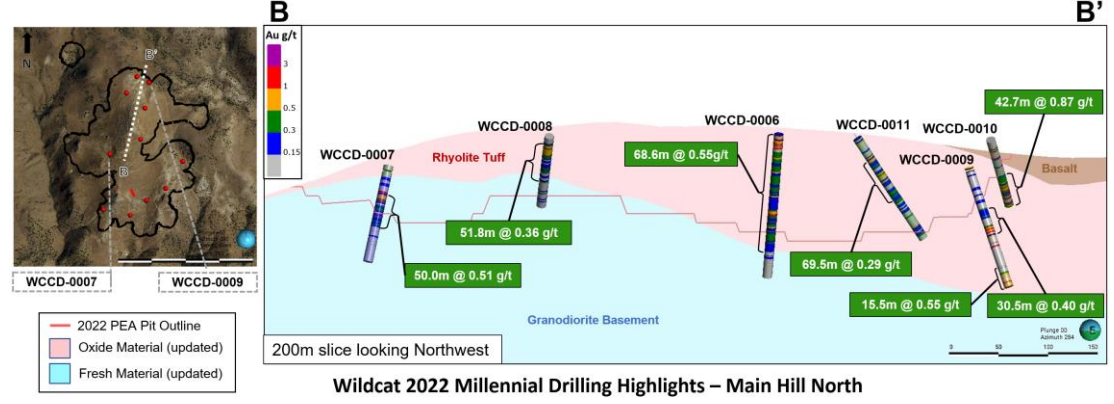 B
B'
N
B'
B
WCCD-0007
WCCD-0009
2022 PEA Pit Outline
Oxide Material (updated)
Fresh Material (updated)
Au g/t
3
1
0.5
0.3
0.15
WCCD-0007
Rhyolite Tuff
WCCD-0008
WCCD-0006
WCCD-0011
WCCD-0010
WCCD-0009
Basalt
42.7m @ 0.87 g/t
68.6m @ 0.55g/t
51.8m @ 0.36 g/t
50.0m @ 0.51 g/t
69.5m @ 0.29 g/t
15.5m @ 0.55 g/t
30.5m @ 0.40 g/t
Granodiorite Basement
200m slice looking Northwest
Plunge 00
Azimuth 284
0
50
100
150
Wildcat 2022 Millennial Drilling Highlights – Main Hill North